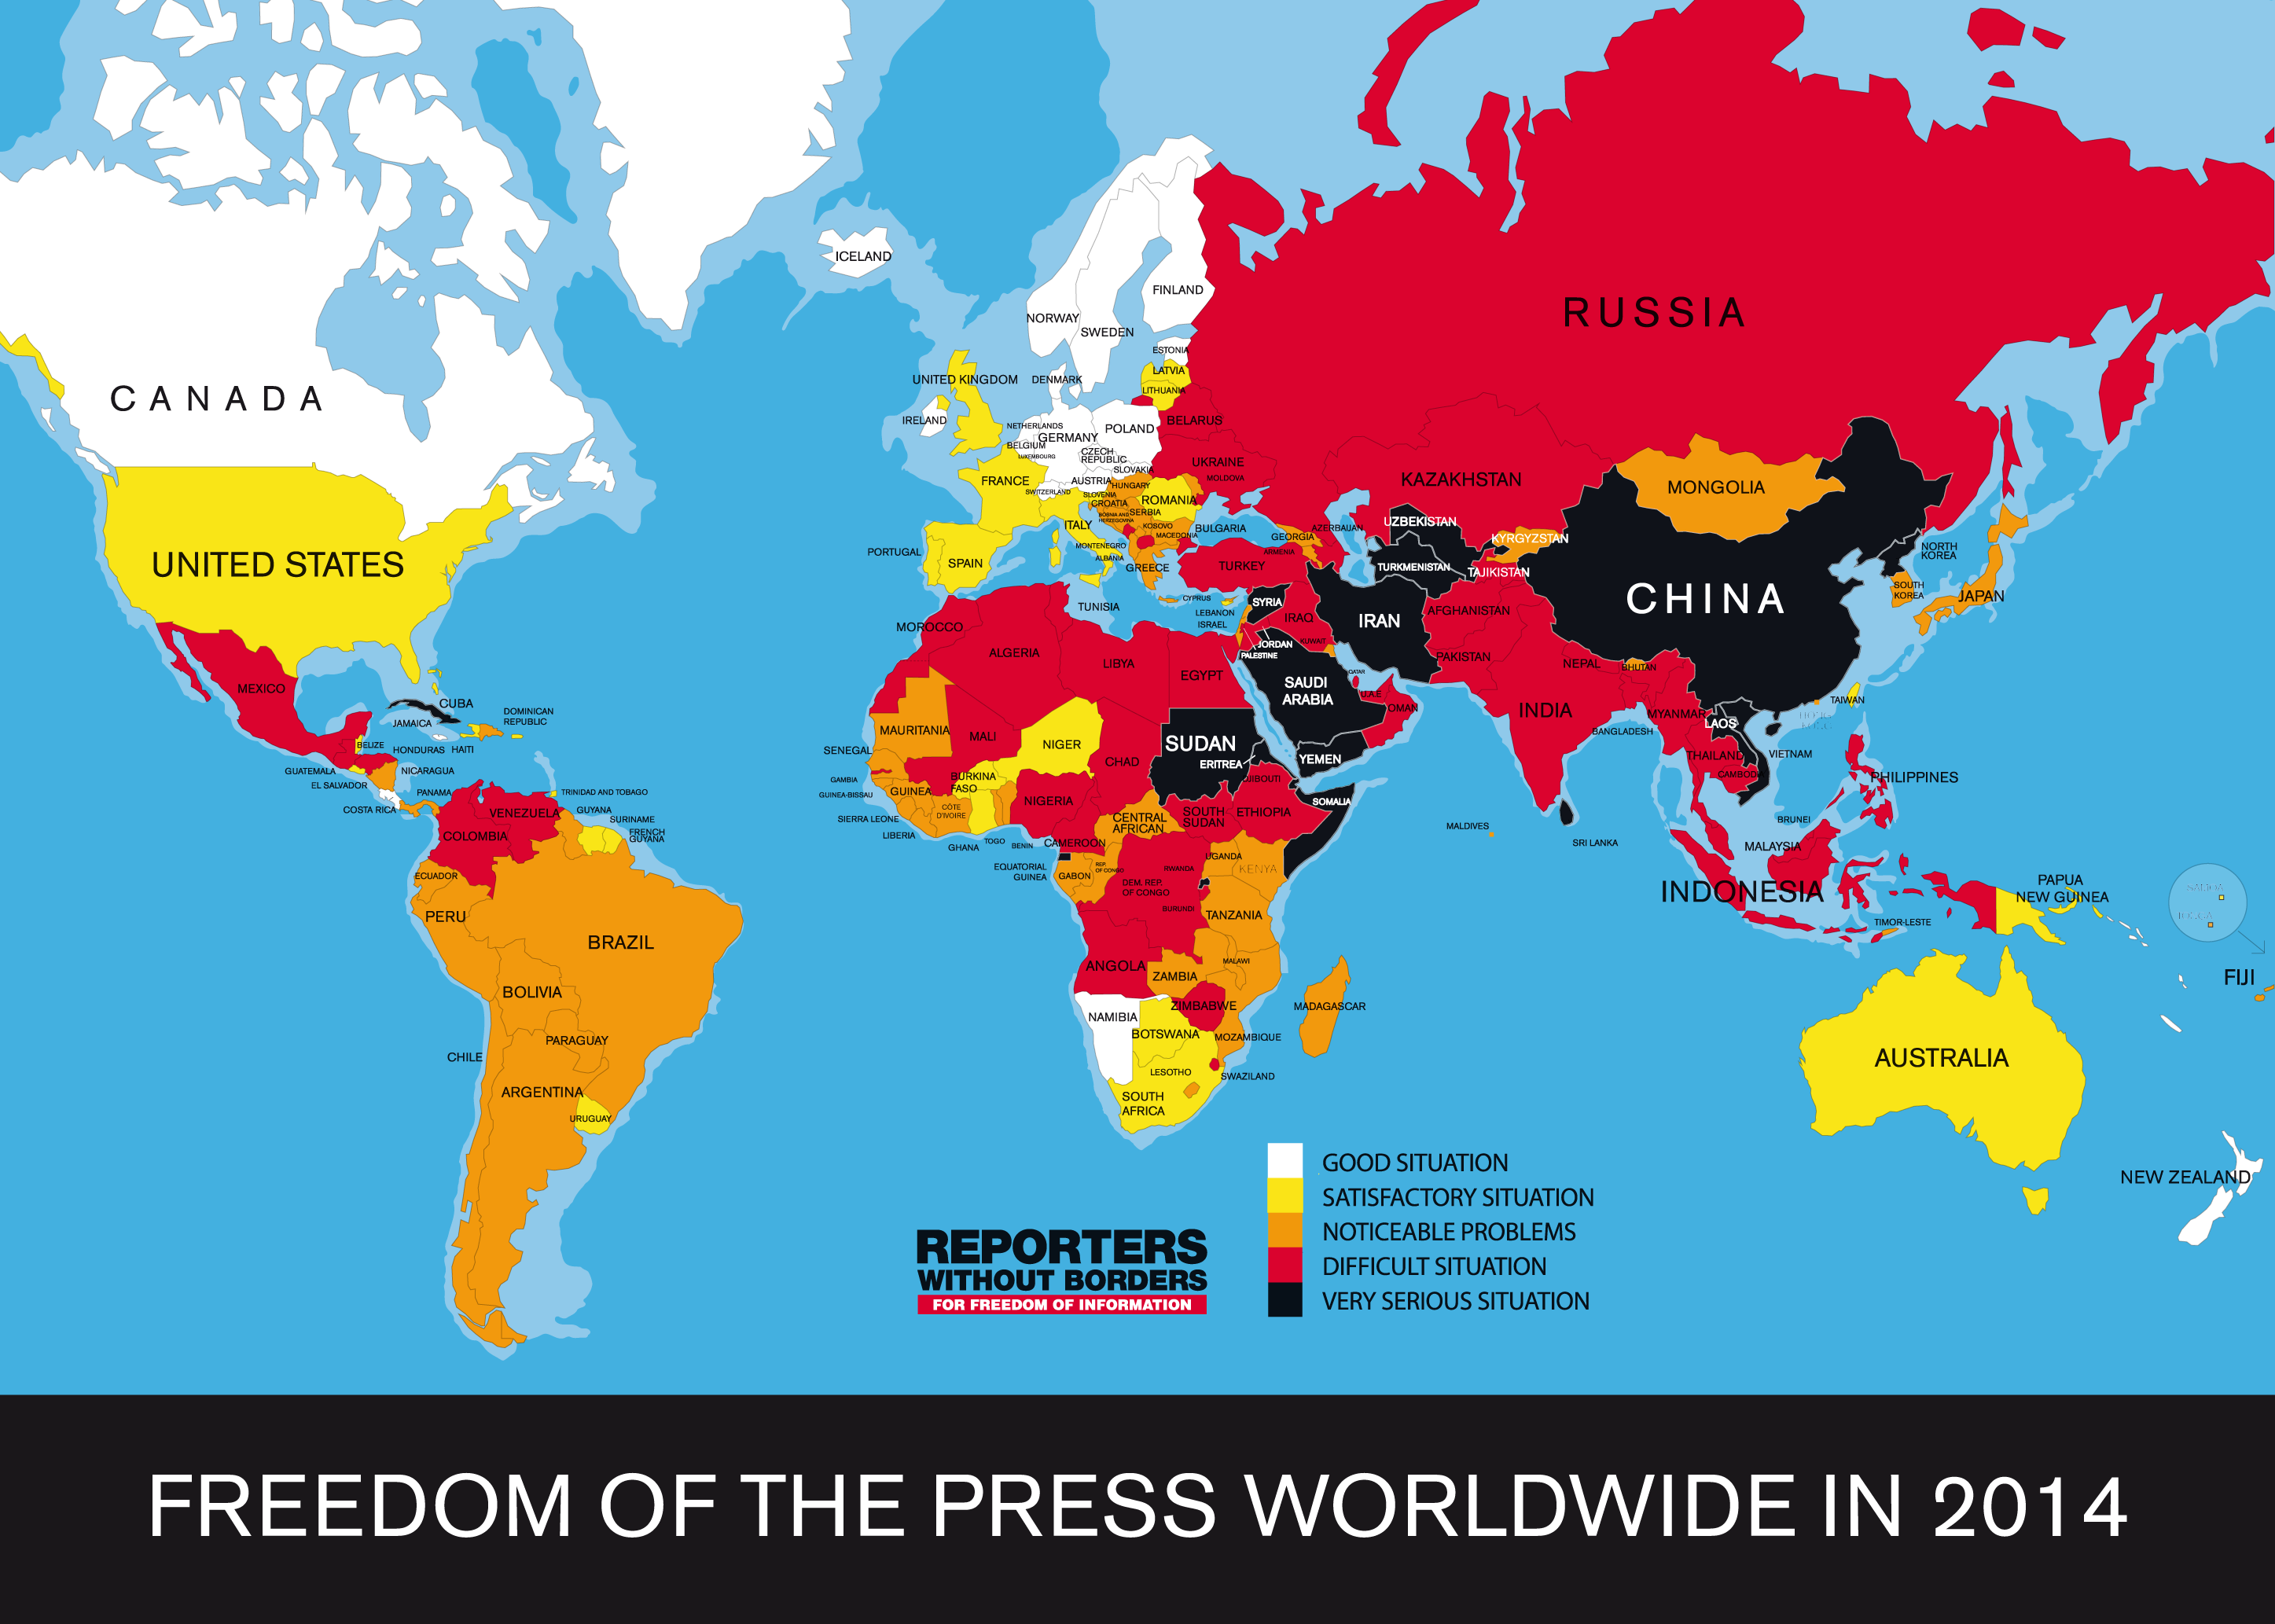 ICELAND
FINLAND
NORWAY
SWEDEN
RUSSIA
ESTONIA
LATVIA
LITHUANIA
UNITED KINGDOM
DENMARK
CANADA
IRELAND
BELARUS
NETHERLANDS
POLAND
GERMANY
BELGIUM
LUXEMBOURG
CZECH
REPUBLIC
SLOVAKIA
UKRAINE
MOLDOVA
FRANCE
AUSTRIA
HUNGARY
SWITZERLAND
SLOVENIA
CROATIA
ROMANIA
BOSNIA AND
HERZEGOVINA
SERBIA
ITALY
KOSOVO
MACEDONIA
BULGARIA
MONTENEGRO
ALBANIA
GREECE
PORTUGAL
SPAIN
KAZAKHSTAN
MONGOLIA
UZBEKISTAN
KYRGYZSTAN
GEORGIA
AZERBAIJAN
ARMENIA
TURKEY
TURKMENISTAN
TAJIKISTAN
NORTH
KOREA
SOUTH
KOREA
JAPAN
CHINA
UNITED STATES
CYPRUS
SYRIA
LEBANON
ISRAEL
IRAQ
IRAN
AFGHANISTAN
TUNISIA
MOROCCO
ALGERIA
LIBYA
EGYPT
JORDAN
PALESTINE
KUWAIT
PAKISTAN
NEPAL
BHUTAN
QATAR
U.A.E
SAUDI
ARABIA
OMAN
INDIA
BANGLADESH
MYANMAR
LAOS
TAIWAN
THAILAND
VIETNAM
PHILIPPINES
MEXICO
CUBA
JAMAICA
DOMINICAN
REPUBLIC
BELIZE
HONDURAS
HAITI
GUATEMALA
NICARAGUA
EL SALVADOR
COSTA RICA
PANAMA
TRINIDAD AND TOBAGO
VENEZUELA
GUYANA
SURINAME
FRENCH
GUYANA
COLOMBIA
ECUADOR
PERU
BRAZIL
BOLIVIA
PARAGUAY
CHILE
ARGENTINA
URUGUAY
MAURITANIA
MALI
NIGER
CHAD
SUDAN
ERITREA
YEMEN
DJIBOUTI
SENEGAL
GAMBIA
GUINEA-BISSAU
GUINEA
BURKINA
FASO
SIERRA LEONE
CÔTE
D'IVOIRE
LIBERIA
GHANA
TOGO
BENIN
NIGERIA
CENTRAL
AFRICAN
SOUTH
SUDAN
ETHIOPIA
SOMALIA
CAMEROON
EQUATORIAL
GUINEA
GABON
REP.
OF CONGO
UGANDA
KENYA
RWANDA
DEM. REP.
OF CONGO
BURUNDI
TANZANIA
ANGOLA
ZAMBIA
MALAWI
MADAGASCAR
NAMIBIA
ZIMBABWE
BOTSWANA
MOZAMBIQUE
LESOTHO
SWAZILAND
SOUTH
AFRICA
MALDIVES
SRI LANKA
BRUNEI
MALAYSIA
INDONESIA
PAPUA
NEW GUINEA
TIMOR-LESTE
FIJI
AUSTRALIA
NEW ZEALAND
GOOD SITUATION
SATISFACTORY SITUATION
NOTICEABLE PROBLEMS
DIFFICULT SITUATION
VERY SERIOUS SITUATION
REPORTERS
WITHOUT BORDERS
FOR FREEDOM OF INFORMATION
FREEDOM OF THE PRESS WORLDWIDE IN 2014